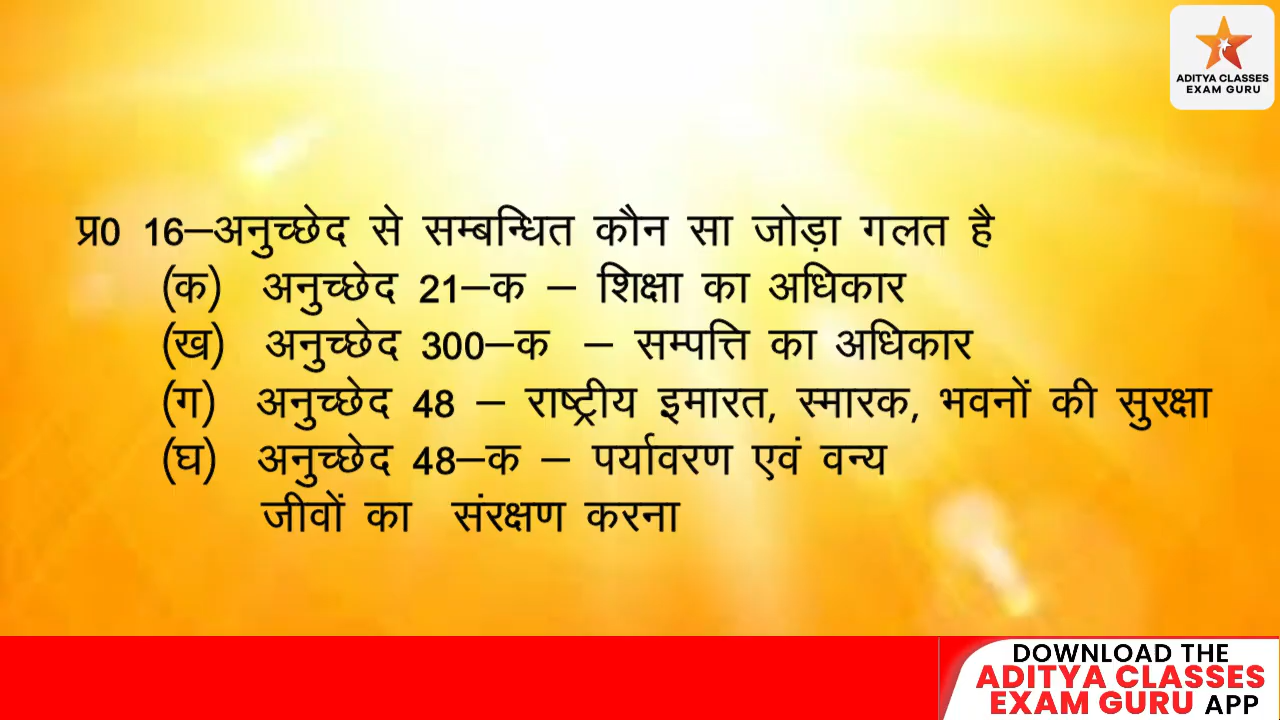 ADITYA CLASSES
EXAM GURU
प्र0 16–अनुच्छेद से सम्बन्धित कौन सा जोड़ा गलत है
(क) अनुच्छेद 21–क – शिक्षा का अधिकार
(ख) अनुच्छेद 300–क – सम्पत्ति का अधिकार
(ग) अनुच्छेद 48 – राष्ट्रीय इमारत, स्मारक, भवनों की सुरक्षा
(घ) अनुच्छेद 48–क – पर्यावरण एवं वन्य
जीवों का संरक्षण करना
DOWNLOAD THE
ADITYA CLASSES
EXAM GURU APP